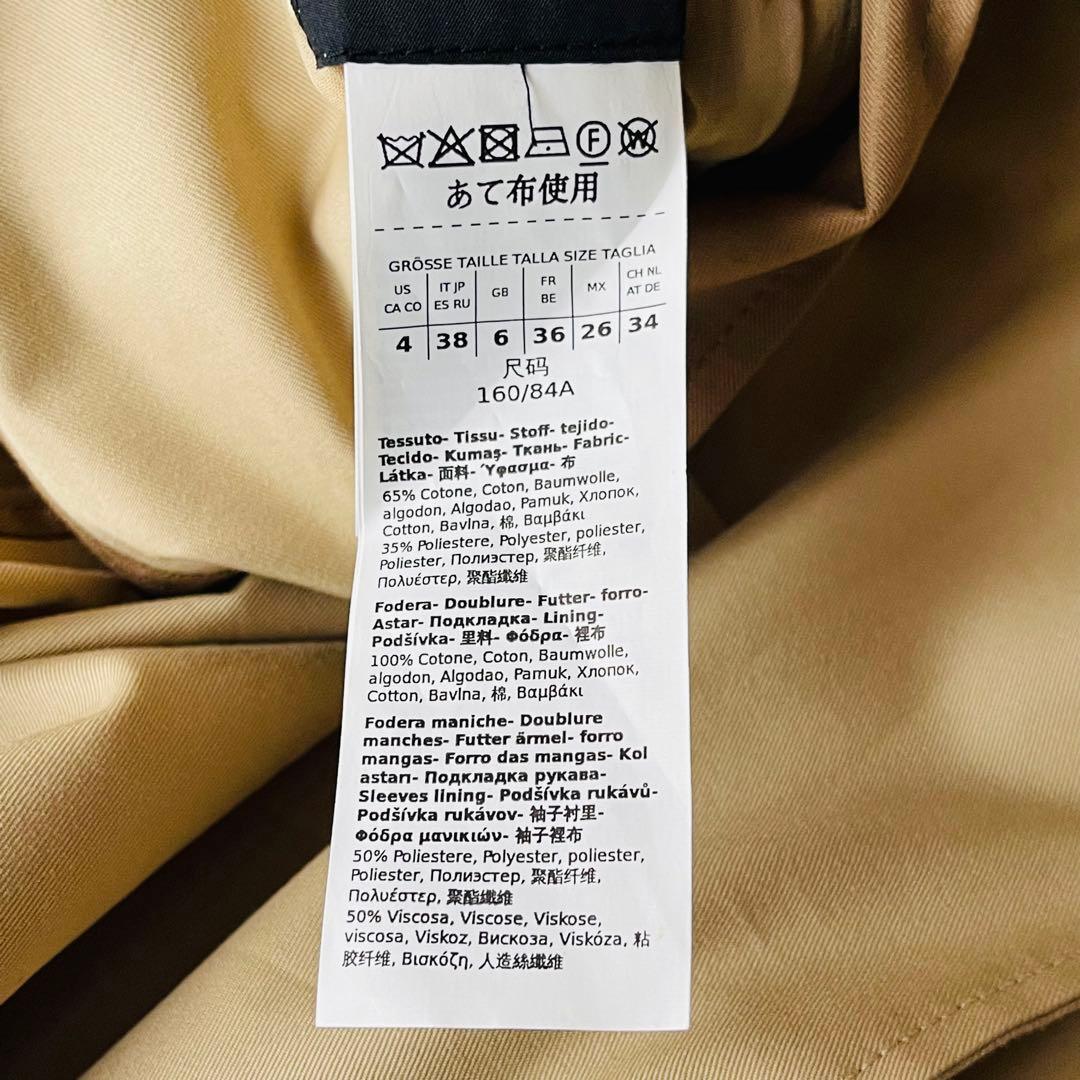 F W
あて布使用
GRÖSSE TAILLE TALLA SIZE TAGLIA
US CA CO IT JP ES RU GB FR BE MX CH NL AT DE
4 38 6 36 26 34
尺码
160/84A
Tessuto- Tissu- Stoff- tejido-
Tecido- Kumaş- Ткань- Fabric-
Látka- 面料- Ύφασμα- 布
65% Cotone, Coton, Baumwolle,
algodon, Algodao, Pamuk, Хлопок,
Cotton, Bavlna, 棉, Βαμβάκι
35% Poliestere, Polyester, poliester,
Poliester, Полиэстер, 聚酯纤维,
Πολυέστερ, 聚酯纖維
Fodera- Doublure- Futter- forro-
Astar- Подкладка- Lining-
Podšívka- 里料- Φόδρα- 裡布
100% Cotone, Coton, Baumwolle,
algodon, Algodao, Pamuk, Хлопок,
Cotton, Bavlna, 棉, Βαμβάκι
Fodera maniche- Doublure
manches- Futter ärmel- forro
mangas- Forro das mangas- Kol
astarı- Подкладка рукава-
Sleeves lining- Podšívka rukávů-
Podšívka rukávov- 袖子衬里-
Φόδρα μανικιών- 袖子裡布
50% Poliestere, Polyester, poliester,
Poliester, Полиэстер, 聚酯纤维,
Πολυέστερ, 聚酯纖維
50% Viscosa, Viscose, Viskose,
viscosa, Viskoz, Вискоза, Viskóza, 粘
胶纤维, Βισκόζη, 人造絲纖維